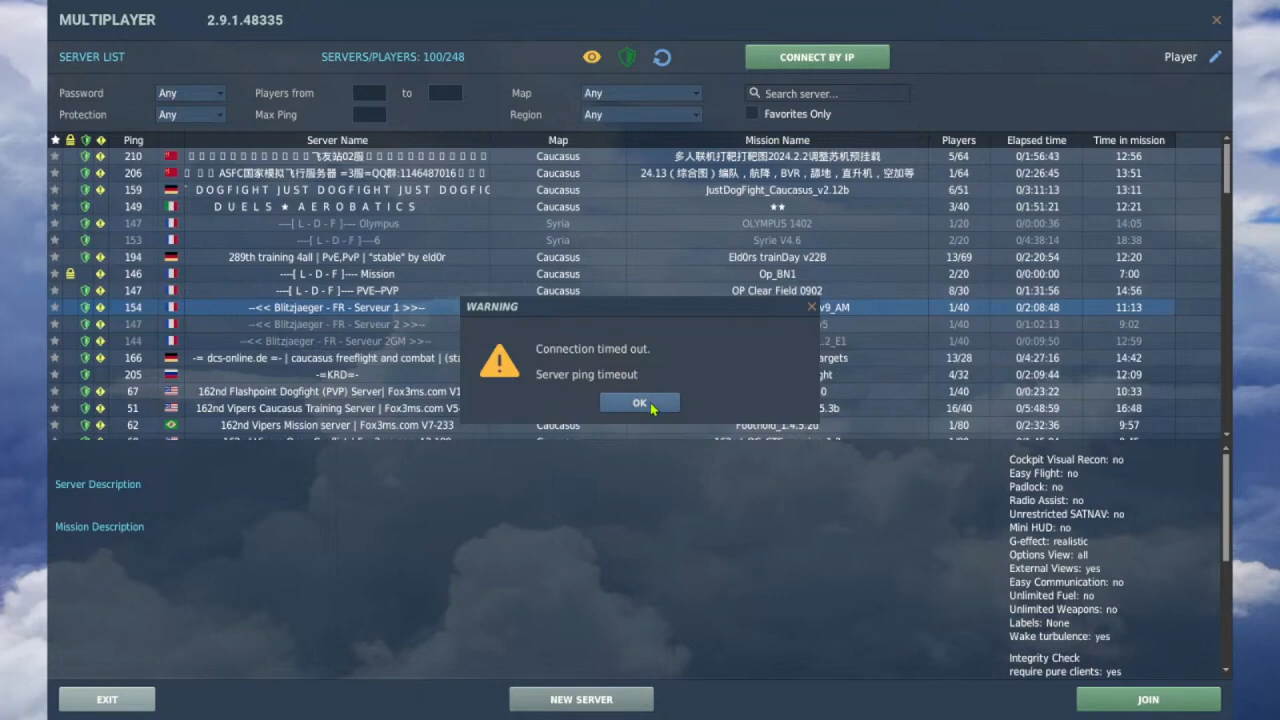 MULTIPLAYER 2.9.1.48335
SERVER LIST SERVERS/PLAYERS: 100/248 CONNECT BY IP Player
Password Any Players from to Map Any Search server...
Protection Any Max Ping Region Any Favorites Only
Ping Server Name Map Mission Name Players Elapsed time Time in mission
210 飞友站02服 Caucasus 多人联机打靶打靶图2024.2.2调整苏机预挂载 5/64 0/1:56:43 12:56
206 ASFC国家模拟飞行服务器 =3服=QQ群:1146487016 Caucasus 24.13 (综合图) 编队，航降，BVR，舔地，直升机，空加等 1/64 0/2:26:45 13:51
159 DOGFIGHT JUST DOGFIGHT JUST DOGFIG Caucasus JustDogFight_Caucasus_v2.12b 6/51 0/3:11:13 13:11
149 DUELS ★ AEROBATICS Caucasus ★★ 3/40 0/1:51:21 12:21
147 ----[ L - D - F ]---- Olympus Syria OLYMPUS 1402 1/20 0/0:00:36 14:05
153 ----[ L - D - F ]----6 Syria Syrie V4.6 2/20 0/4:38:14 18:38
194 289th training 4all | PvE,PvP | "stable" by eld0r Caucasus Eld0rs trainDay v22B 13/69 0/2:20:54 12:20
146 ----[ L - D - F ]---- Mission Caucasus Op_BN1 2/20 0/0:00:00 7:00
147 ----[ L - D - F ]---- PVE--PVP Caucasus OP Clear Field 0902 8/30 0/1:31:56 14:56
154 --<< Blitzjaeger - FR - Serveur 1 >>-- v9_AM 1/40 0/2:08:48 11:13
147 --<< Blitzjaeger - FR - Serveur 2 >>-- 1/40 0/1:02:13 9:02
144 --<< Blitzjaeger - FR - Serveur 2GM >>-- .2_E1 1/40 0/0:09:50 12:59
166 -= dcs-online.de =- | caucasus freeflight and combat | (sta argets 13/28 0/4:27:16 14:42
205 -=KRD=- ght 4/32 0/2:09:44 12:09
67 162nd Flashpoint Dogfight (PVP) Server| Fox3ms.com V1 1/40 0/0:23:22 10:33
51 162nd Vipers Caucasus Training Server | Fox3ms.com V5- 5.3b 16/40 0/5:48:59 16:48
62 162nd Vipers Mission server | Fox3ms.com V7-233 Caucasus Foothold_1.4.5.2d 1/80 0/2:32:36 9:57
WARNING
Connection timed out.
Server ping timeout
OK
Server Description
Mission Description
Cockpit Visual Recon: no
Easy Flight: no
Padlock: no
Radio Assist: no
Unrestricted SATNAV: no
Mini HUD: no
G-effect: realistic
Options View: all
External Views: yes
Easy Communication: no
Unlimited Fuel: no
Unlimited Weapons: no
Labels: None
Wake turbulence: yes
Integrity Check
require pure clients: yes
EXIT NEW SERVER JOIN